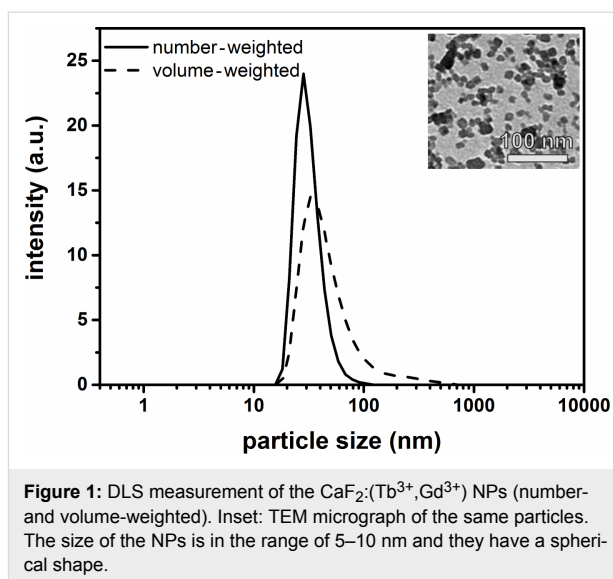 number-weighted
volume-weighted
25
20
15
10
5
0
intensity (a.u.)
100 nm
1 10 100 1000 10000
particle size (nm)
Figure 1: DLS measurement of the CaF₂:(Tb³⁺,Gd³⁺) NPs (number-
and volume-weighted). Inset: TEM micrograph of the same particles.
The size of the NPs is in the range of 5–10 nm and they have a spheri-
cal shape.